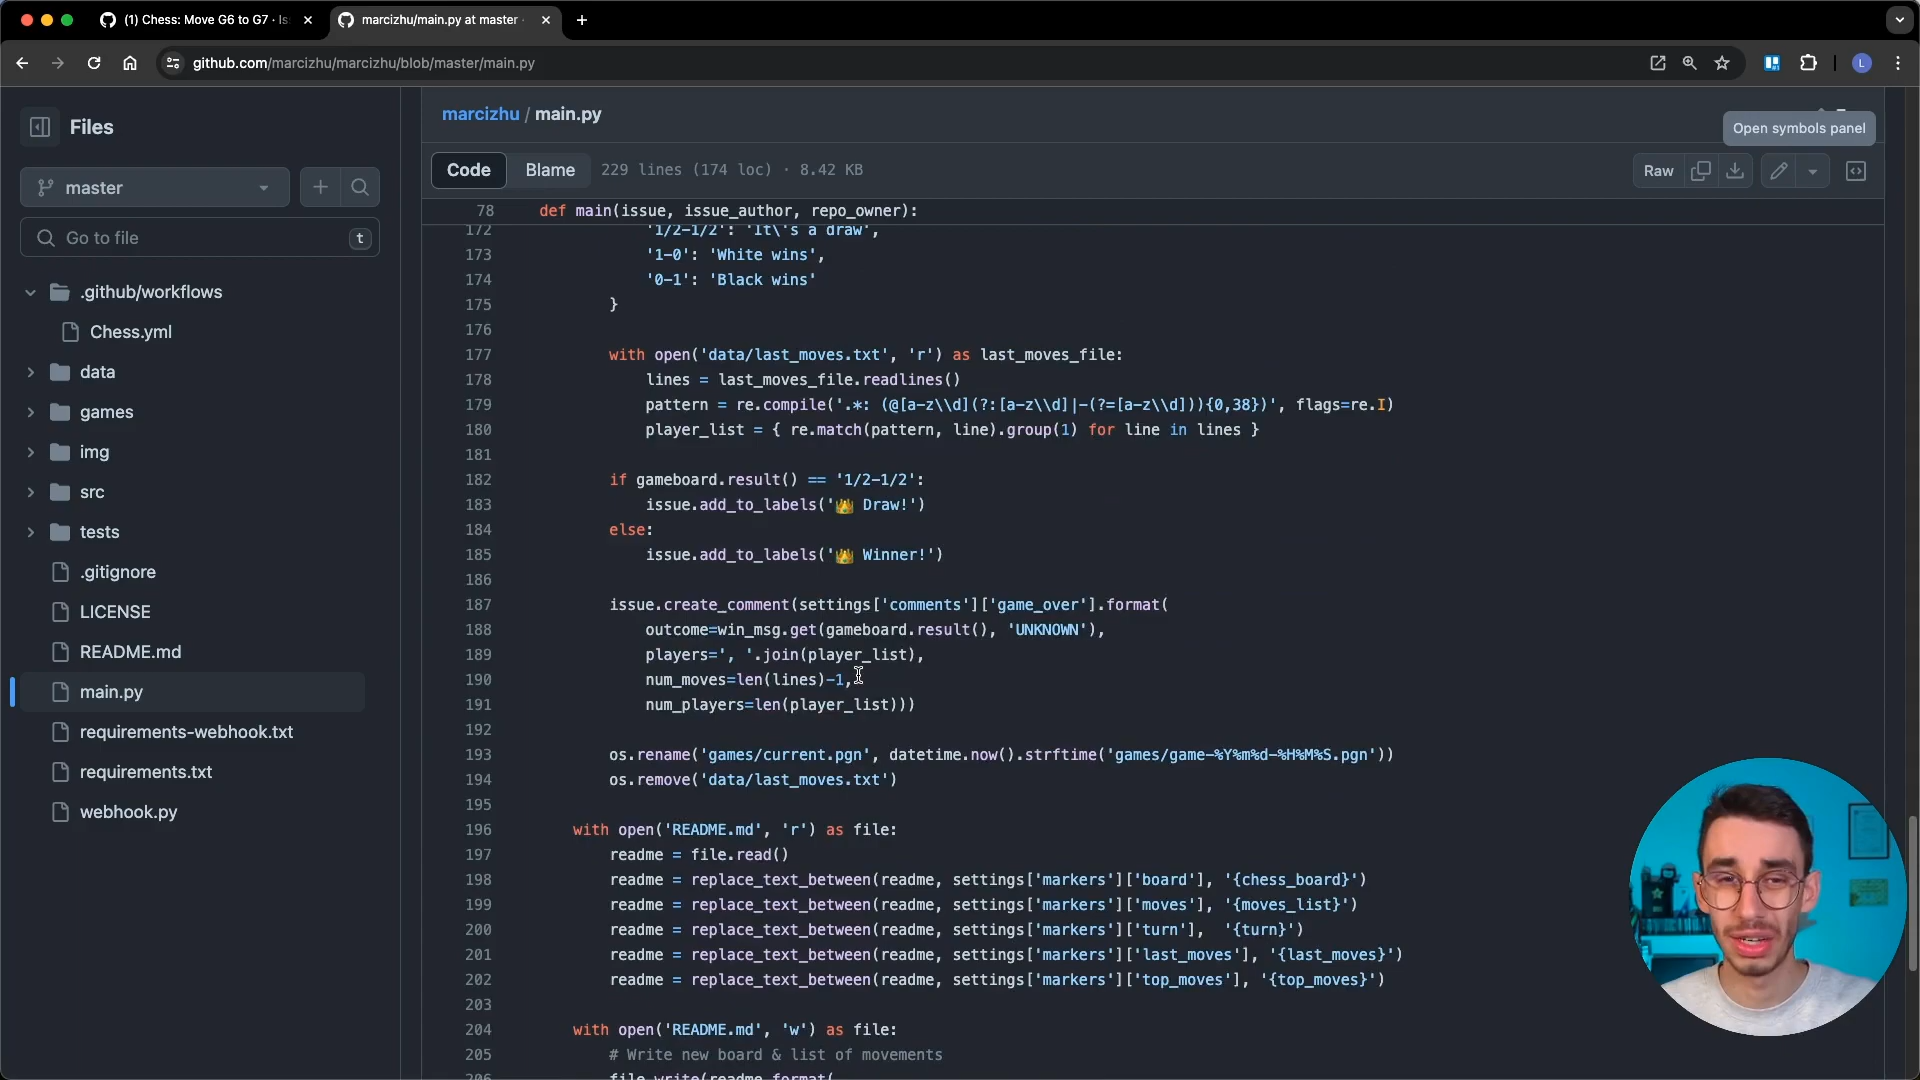 (1) Chess: Move G6 to G7 · Is
marcizhu/main.py at master ·
github.com/marcizhu/marcizhu/blob/master/main.py
L
Files
master
Go to file
t
.github/workflows
Chess.yml
data
games
img
src
tests
.gitignore
LICENSE
README.md
main.py
requirements-webhook.txt
requirements.txt
webhook.py
marcizhu / main.py
Open symbols panel
Code Blame 229 lines (174 loc) · 8.42 KB
Raw
78 def main(issue, issue_author, repo_owner):
172 '1/2-1/2': 'It\'s a draw',
173 '1-0': 'White wins',
174 '0-1': 'Black wins'
175 }
176
177 with open('data/last_moves.txt', 'r') as last_moves_file:
178 lines = last_moves_file.readlines()
179 pattern = re.compile('.*: (@[a-z\\d](?:[a-z\\d]|-(?=[a-z\\d])){0,38})', flags=re.I)
180 player_list = { re.match(pattern, line).group(1) for line in lines }
181
182 if gameboard.result() == '1/2-1/2':
183 issue.add_to_labels('👑 Draw!')
184 else:
185 issue.add_to_labels('👑 Winner!')
186
187 issue.create_comment(settings['comments']['game_over'].format(
188 outcome=win_msg.get(gameboard.result(), 'UNKNOWN'),
189 players=', '.join(player_list),
190 num_moves=len(lines)-1,
191 num_players=len(player_list)))
192
193 os.rename('games/current.pgn', datetime.now().strftime('games/game-%Y%m%d-%H%M%S.pgn'))
194 os.remove('data/last_moves.txt')
195
196 with open('README.md', 'r') as file:
197 readme = file.read()
198 readme = replace_text_between(readme, settings['markers']['board'], '{chess_board}')
199 readme = replace_text_between(readme, settings['markers']['moves'], '{moves_list}')
200 readme = replace_text_between(readme, settings['markers']['turn'], '{turn}')
201 readme = replace_text_between(readme, settings['markers']['last_moves'], '{last_moves}')
202 readme = replace_text_between(readme, settings['markers']['top_moves'], '{top_moves}')
203
204 with open('README.md', 'w') as file:
205 # Write new board & list of movements
206 file.write(readme.format(